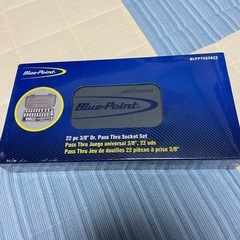 Blue-Point
BLPPTSS3822
Blue-Point
22 pc 3/8" Dr. Pass Thru Socket Set
Pass Thru Juego universal 3/8", 22 uds
Pass Thru Jeu de douilles 22 pièces à prise 3/8"